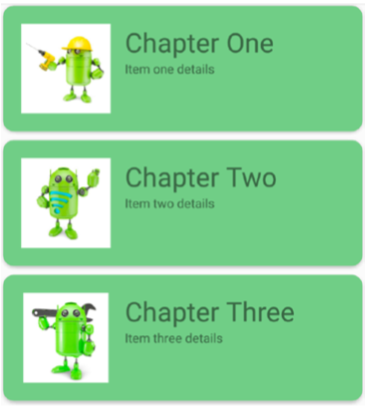 Chapter One
Item one details
Chapter Two
Item two details
Chapter Three
Item three details